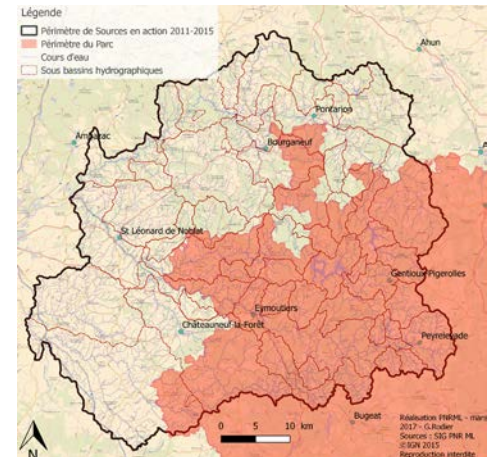 Légende
Périmètre de Sources en action 2011-2015
Périmètre du Parc
Cours d'eau
Sous bassins hydrographiques
Ahun
Pontarion
Bourganeuf
St Léonard de Noblat
Gentioux-Pigerolles
Eymoutiers
Châteauneuf-la-Forêt
Peyrelevade
Bugeat
0 5 10 km
Réalisation PNRML - mars
2017 - G.Rodier
Sources : SIG PNR ML
©IGN 2015
Reproduction interdite